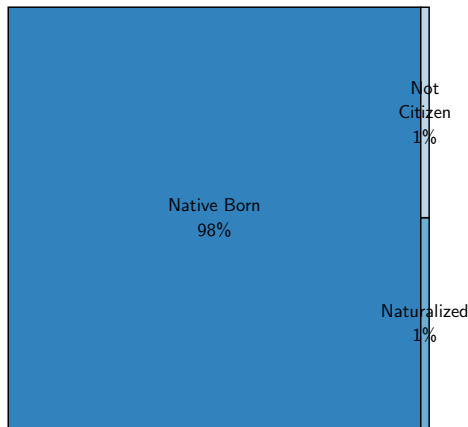 Not
Citizen
1%
Native Born
98%
Naturalized
1%